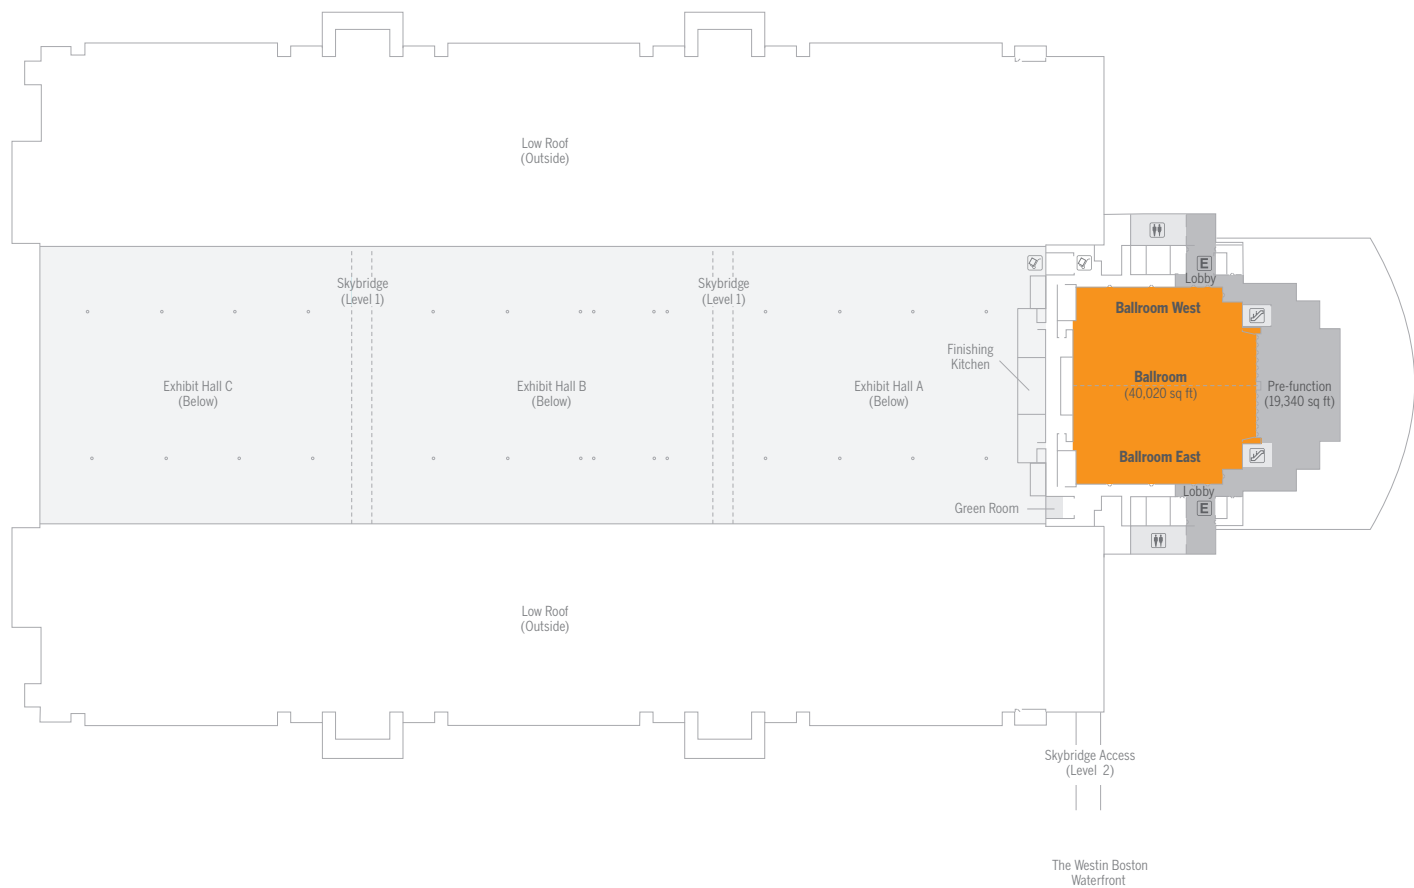 Low Roof
(Outside)
E
Lobby
Skybridge
(Level 1)
Skybridge
(Level 1)
Ballroom West
Finishing
Kitchen
Exhibit Hall C
(Below)
Exhibit Hall B
(Below)
Exhibit Hall A
(Below)
Ballroom
(40,020 sq ft)
Pre-function
(19,340 sq ft)
Ballroom East
Lobby
E
Green Room
Low Roof
(Outside)
Skybridge Access
(Level 2)
The Westin Boston
Waterfront